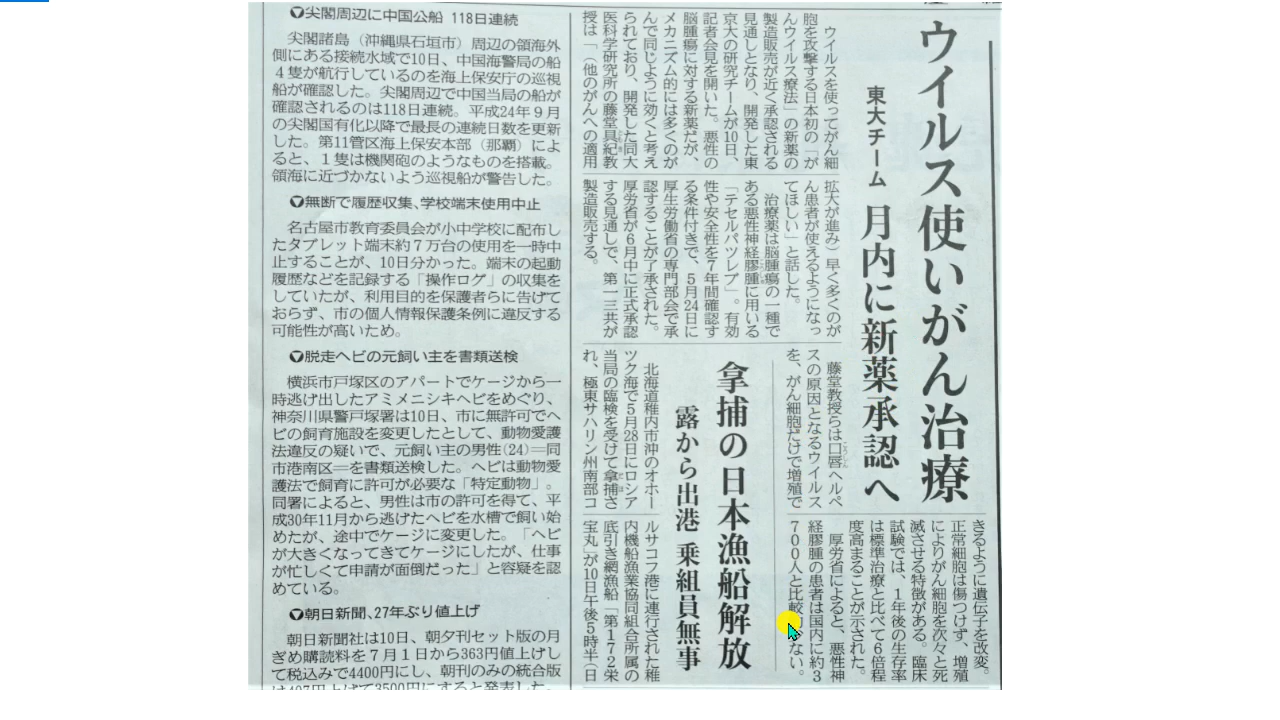 ウイルス使いがん治療
東大チーム 月内に新薬承認へ
ウイルスを使ってがん細
胞を攻撃する日本初の「が
んウイルス療法」の新薬の
製造販売が近く承認される
見通しとなり、開発した東
京大の研究チームが10日、
記者会見を開いた。悪性の
脳腫瘍に対する新薬だが、
メカニズム的には多くのが
んで同じように効くと考え
られており、開発した同大
医科学研究所の藤堂具紀教
授は「（他のがんへの適用
拡大が進み）早く多くのが
ん患者が使えるようになっ
てほしい」と話した。
治療薬は脳腫瘍の一種で
ある悪性神経膠腫に用いる
「テセルパツレブ」。有効
性や安全性を7年間確認す
る条件付きで、5月24日に
厚生労働省の専門部会で承
認することが了承された。
厚労省が6月中に正式承認
する見通しで、第一三共が
製造販売する。
藤堂教授らは口唇ヘルペ
スの原因となるウイルス
を、がん細胞だけで増殖で
きるように遺伝子を改変。
正常細胞は傷つけず、増殖
によりがん細胞を次々と死
滅させる特徴がある。臨床
試験では、1年後の生存率
は標準治療と比べて6倍程
度高まることが示された。
厚労省によると、悪性神
経膠腫の患者は国内に約3
700人と比較的少ない。
拿捕の日本漁船解放
露から出港 乗組員無事
北海道稚内市沖のオホー
ツク海で5月28日にロシア
当局の臨検を受けて拿捕さ
れ、極東サハリン州南部コ
ルサコフ港に連行された稚
内機船漁業協同組合所属の
底引き網漁船「第172栄
宝丸」が10日午後5時半（日
▼尖閣周辺に中国公船 118日連続
尖閣諸島（沖縄県石垣市）周辺の領海外
側にある接続水域で10日、中国海警局の船
4隻が航行しているのを海上保安庁の巡視
船が確認した。尖閣周辺で中国当局の船が
確認されるのは118日連続。平成24年9月
の尖閣国有化以降で最長の連続日数を更新
した。第11管区海上保安本部（那覇）によ
ると、1隻は機関砲のようなものを搭載。
領海に近づかないよう巡視船が警告した。
▼無断で履歴収集、学校端末使用中止
名古屋市教育委員会が小中学校に配布し
たタブレット端末約7万台の使用を一時中
止することが、10日分かった。端末の起動
履歴などを記録する「操作ログ」の収集を
していたが、利用目的を保護者らに告げて
おらず、市の個人情報保護条例に違反する
可能性が高いため。
▼脱走ヘビの元飼い主を書類送検
横浜市戸塚区のアパートでケージから一
時逃げ出したアミメニシキヘビをめぐり、
神奈川県警戸塚署は10日、市に無許可でヘ
ビの飼育施設を変更したとして、動物愛護
法違反の疑いで、元飼い主の男性(24)＝同
市港南区＝を書類送検した。ヘビは動物愛
護法で飼育に許可が必要な「特定動物」。
同署によると、男性は市の許可を得て、平
成30年11月から逃げたヘビを水槽で飼い始
めたが、途中でケージに変更した。「ヘビ
が大きくなってきてケージにしたが、仕事
が忙しくて申請が面倒だった」と容疑を認
めている。
▼朝日新聞、27年ぶり値上げ
朝日新聞社は10日、朝夕刊セット版の月
ぎめ購読料を7月1日から363円値上げし
て税込みで4400円にし、朝刊のみの統合版
は407円上げて3500円にすると発表した。